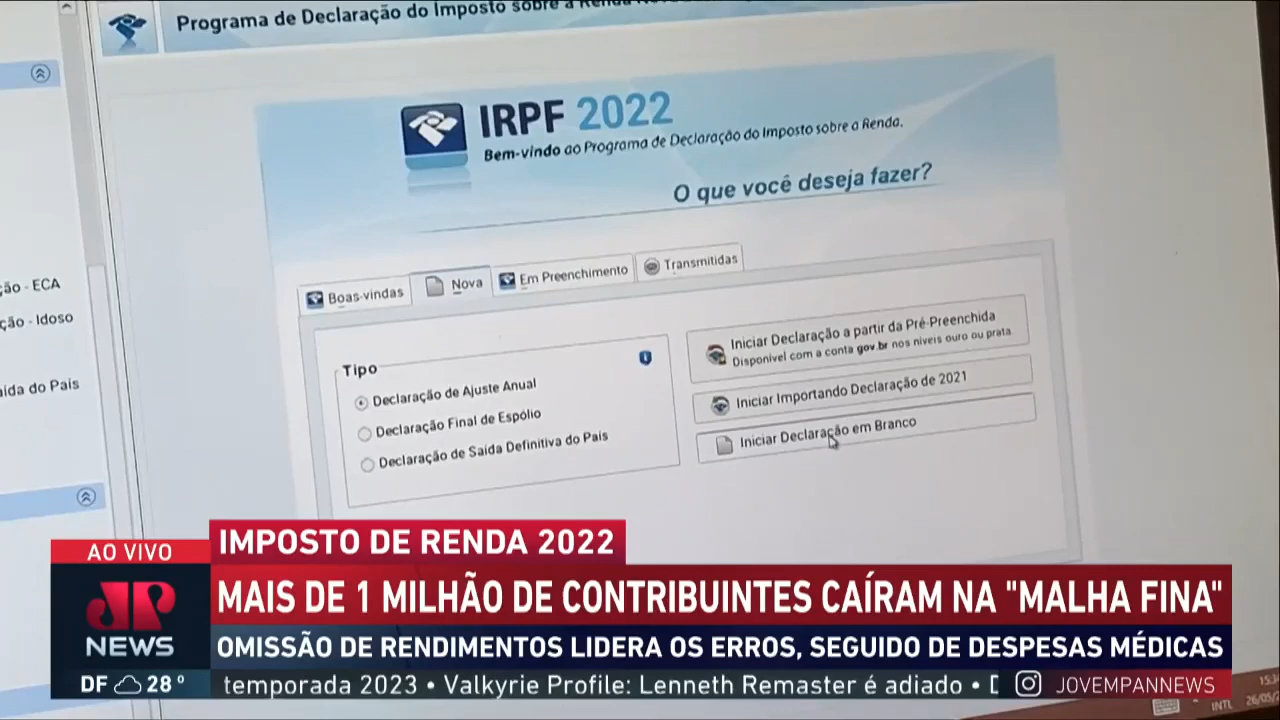 Programa de Declaração do Imposto sobre a Renda
IRPF 2022
Bem-vindo ao Programa de Declaração do Imposto sobre a Renda.
O que você deseja fazer?
ção - ECA
ção - Idoso
aída do País
Boas-vindas
Nova
Em Preenchimento
Transmitidas
Tipo
Declaração de Ajuste Anual
Declaração Final de Espólio
Declaração de Saída Definitiva do País
Iniciar Declaração a partir da Pré-Preenchida
Disponível com a conta gov.br nos níveis ouro ou prata.
Iniciar Importando Declaração de 2021
Iniciar Declaração em Branco
IMPOSTO DE RENDA 2022
AO VIVO
JP
NEWS
MAIS DE 1 MILHÃO DE CONTRIBUINTES CAÍRAM NA "MALHA FINA"
OMISSÃO DE RENDIMENTOS LIDERA OS ERROS, SEGUIDO DE DESPESAS MÉDICAS
DF 28°
temporada 2023 • Valkyrie Profile: Lenneth Remaster é adiado •
JOVEMPANNEWS
INTL